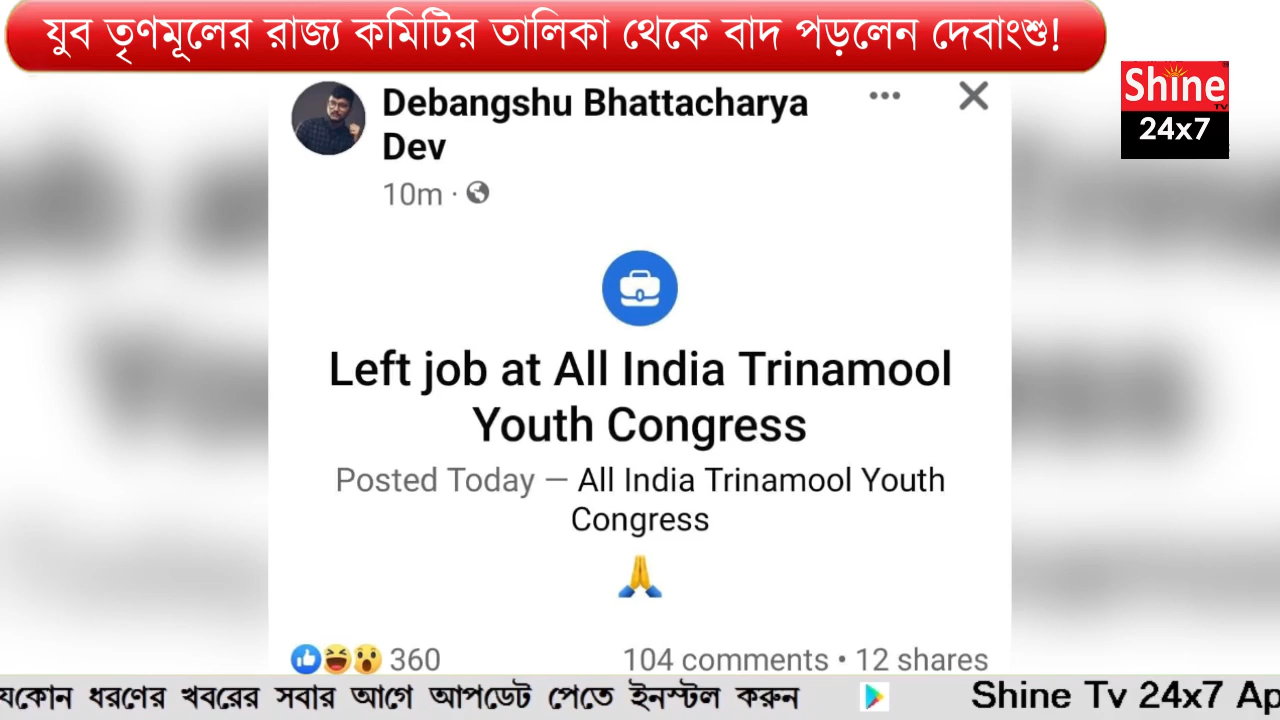 যুব তৃণমূলের রাজ্য কমিটির তালিকা থেকে বাদ পড়লেন দেবাংশু!
Shine
TV
24x7
Debangshu Bhattacharya
Dev
10m ·
Left job at All India Trinamool
Youth Congress
Posted Today — All India Trinamool Youth
Congress
360
104 comments • 12 shares
যেকোন ধরণের খবরের সবার আগে আপডেট পেতে ইনস্টল করুন Shine Tv 24x7 Ap